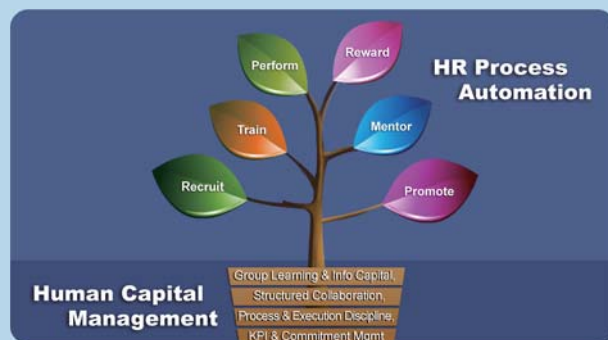 Reward
Perform
HR Process
Automation
Train
Mentor
Recruit
Promote
Group Learning & Info Capital,
Structured Collaboration,
Process & Execution Discipline,
KPI & Commitment Mgmt
Human Capital
Management